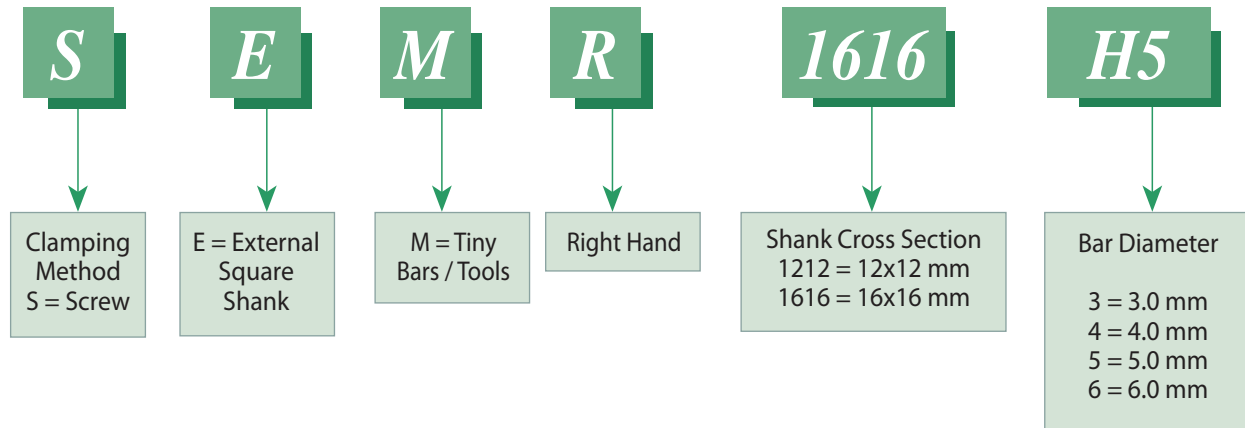 S E M R 1616 H5
Clamping
Method
S = Screw
E = External
Square
Shank
M = Tiny
Bars / Tools
Right Hand
Shank Cross Section
1212 = 12x12 mm
1616 = 16x16 mm
Bar Diameter
3 = 3.0 mm
4 = 4.0 mm
5 = 5.0 mm
6 = 6.0 mm